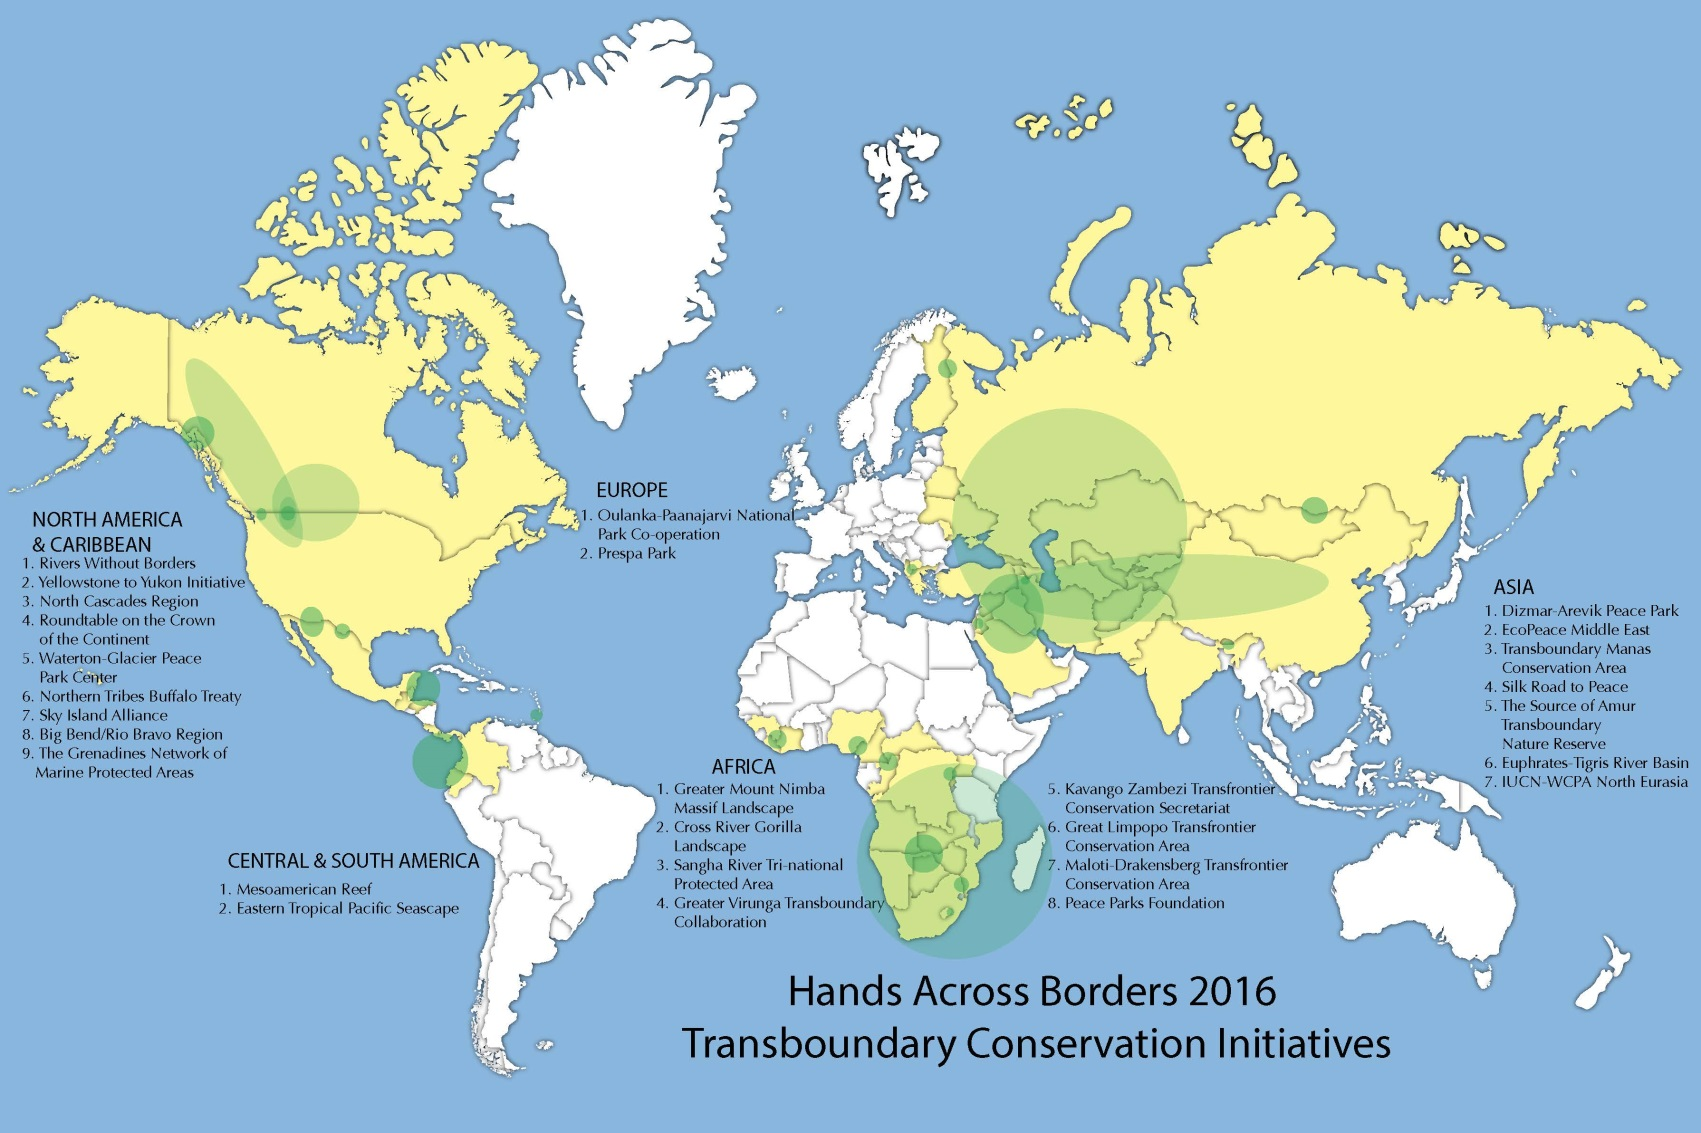 EUROPE
1. Oulanka-Paanajarvi National
Park Co-operation
2. Prespa Park
NORTH AMERICA
& CARIBBEAN
1. Rivers Without Borders
2. Yellowstone to Yukon Initiative
3. North Cascades Region
4. Roundtable on the Crown
of the Continent
5. Waterton-Glacier Peace
Park Center
6. Northern Tribes Buffalo Treaty
7. Sky Island Alliance
8. Big Bend/Rio Bravo Region
9. The Grenadines Network of
Marine Protected Areas
ASIA
1. Dizmar-Arevik Peace Park
2. EcoPeace Middle East
3. Transboundary Manas
Conservation Area
4. Silk Road to Peace
5. The Source of Amur
Transboundary
Nature Reserve
6. Euphrates-Tigris River Basin
7. IUCN-WCPA North Eurasia
CENTRAL & SOUTH AMERICA
1. Mesoamerican Reef
2. Eastern Tropical Pacific Seascape
AFRICA
1. Greater Mount Nimba
Massif Landscape
2. Cross River Gorilla
Landscape
3. Sangha River Tri-national
Protected Area
4. Greater Virunga Transboundary
Collaboration
5. Kavango Zambezi Transfrontier
Conservation Secretariat
6. Great Limpopo Transfrontier
Conservation Area
7. Maloti-Drakensberg Transfrontier
Conservation Area
8. Peace Parks Foundation
Hands Across Borders 2016
Transboundary Conservation Initiatives